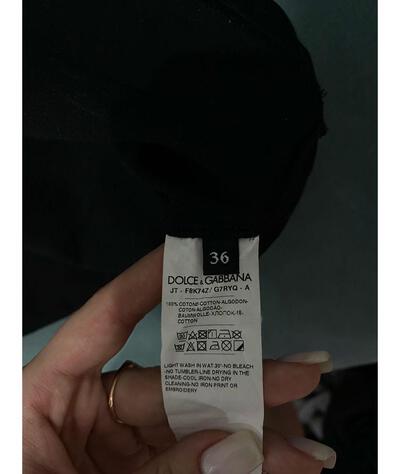 36
DOLCE & GABBANA
JT - F8K74Z/ G7RYQ - A
100% COTONE-COTTON-ALGODON-
COTON-ALGODÃO-
BAUMWOLLE-ХЛОПОК-棉-
COTTON
LIGHT WASH IN WAT.30°-NO BLEACH
-NO TUMBLER-LINE DRYING IN THE
SHADE-COOL IRON-NO DRY
CLEANING-NO IRON PRINT OR
EMBROIDERY